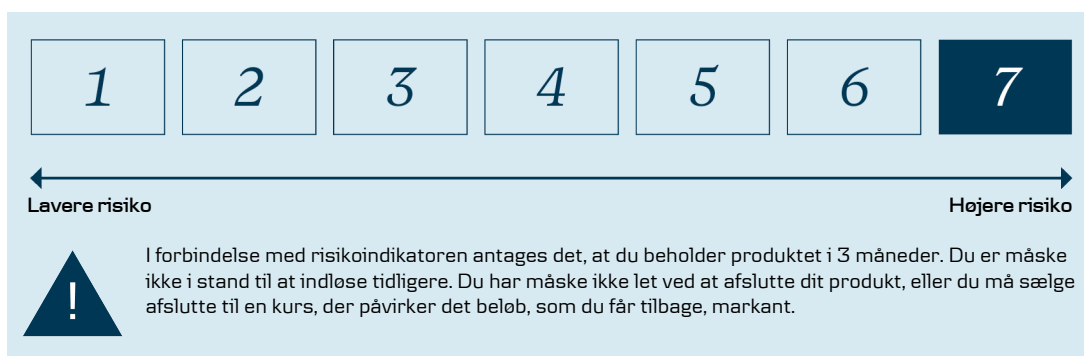 1 2 3 4 5 6 7
Lavere risiko Højere risiko
!
I forbindelse med risikoindikatoren antages det, at du beholder produktet i 3 måneder. Du er måske
ikke i stand til at indløse tidligere. Du har måske ikke let ved at afslutte dit produkt, eller du må sælge
afslutte til en kurs, der påvirker det beløb, som du får tilbage, markant.